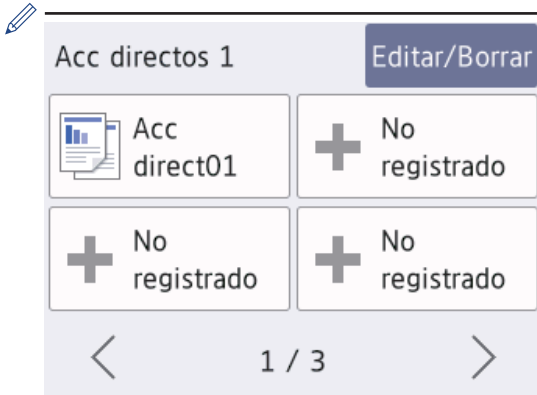 Acc directos 1
Editar/Borrar
Acc
direct01
No
registrado
No
registrado
No
registrado
1 / 3